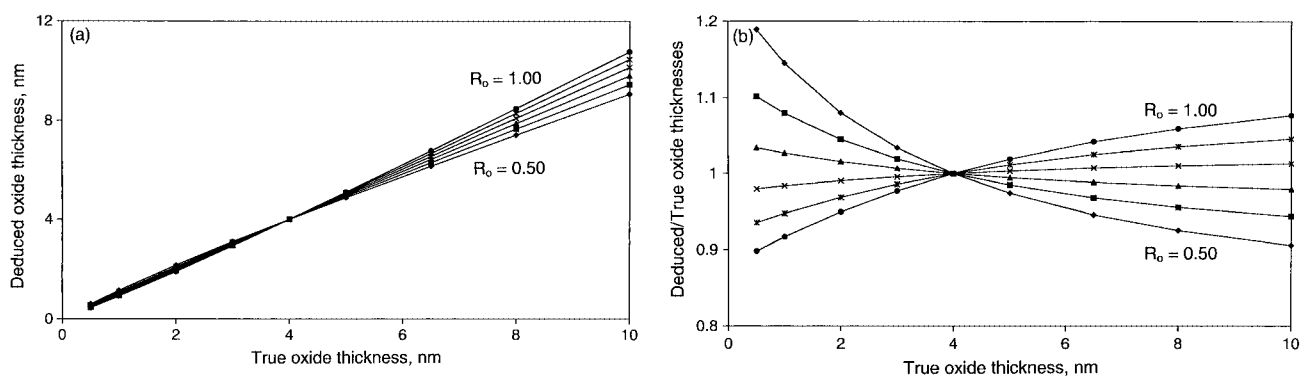 (a)
Deduced oxide thickness, nm
12
8
4
0
R₀ = 1.00
R₀ = 0.50
0 2 4 6 8 10
True oxide thickness, nm
(b)
Deduced/True oxide thicknesses
1.2
1.1
1
0.9
0.8
R₀ = 1.00
R₀ = 0.50
0 2 4 6 8 10
True oxide thickness, nm